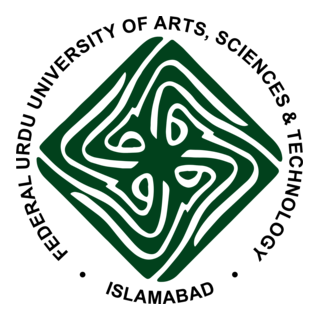 FEDERAL URDU UNIVERSITY OF ARTS, SCIENCES & TECHNOLOGY
• ISLAMABAD •